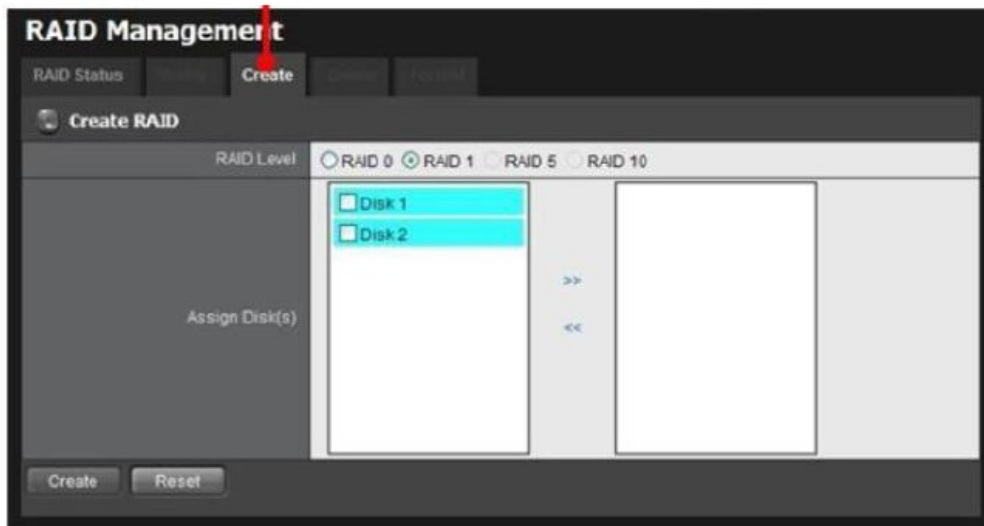 RAID Management
RAID Status Create
Create RAID
RAID Level RAID 0 RAID 1 RAID 5 RAID 10
Disk 1
Disk 2
>>
Assign Disk(s)
<<
Create Reset